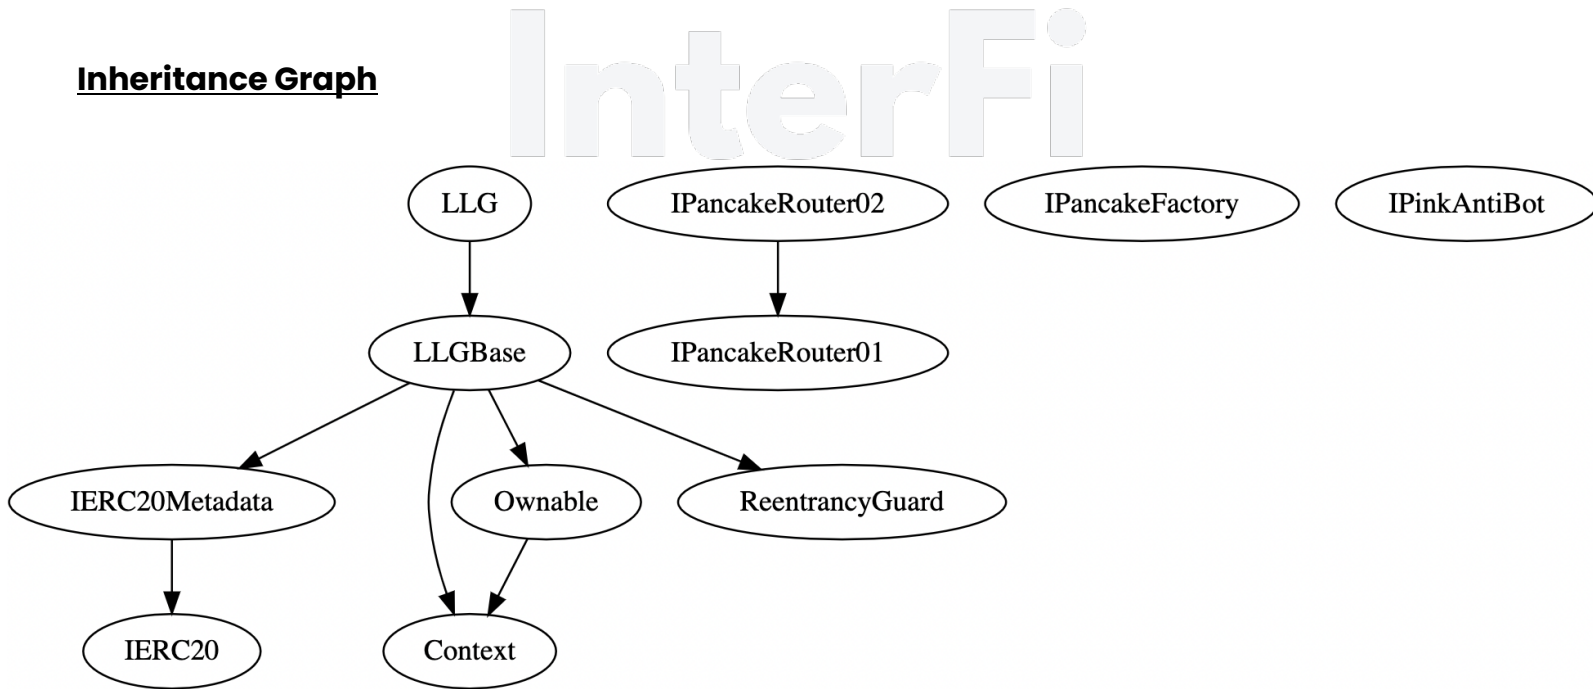 InterFi
Inheritance Graph
LLG
IPancakeRouter02
IPancakeFactory
IPinkAntiBot
LLGBase
IPancakeRouter01
IERC20Metadata
Ownable
ReentrancyGuard
IERC20
Context